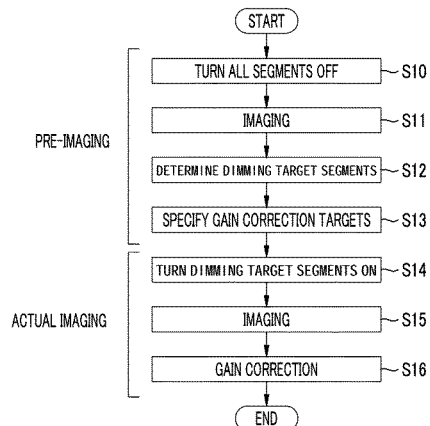 START
TURN ALL SEGMENTS OFF
S10
IMAGING
S11
PRE-IMAGING
DETERMINE DIMMING TARGET SEGMENTS
S12
SPECIFY GAIN CORRECTION TARGETS
S13
TURN DIMMING TARGET SEGMENTS ON
S14
ACTUAL IMAGING
IMAGING
S15
GAIN CORRECTION
S16
END